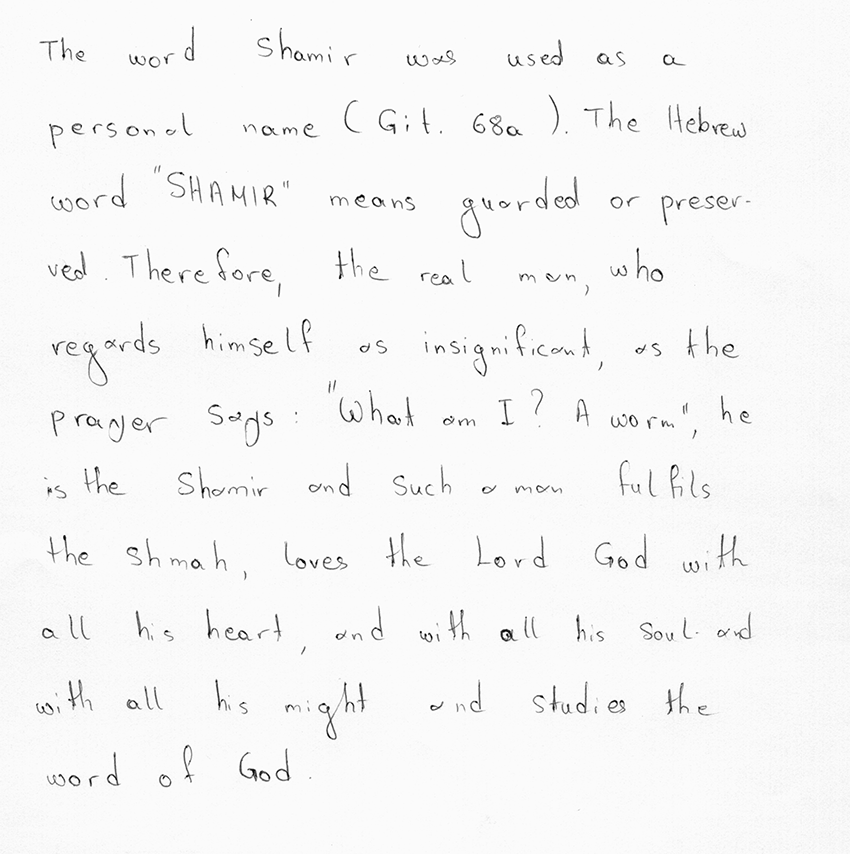 The word Shamir was used as a
personal name (Git. 68a). The Hebrew
word "SHAMIR" means guarded or preser-
ved. Therefore, the real man, who
regards himself as insignificant, as the
prayer says: "What am I? A worm", he
is the Shamir and such a man fulfils
the shmah, loves the Lord God with
all his heart, and with all his soul and
with all his might and studies the
word of God.